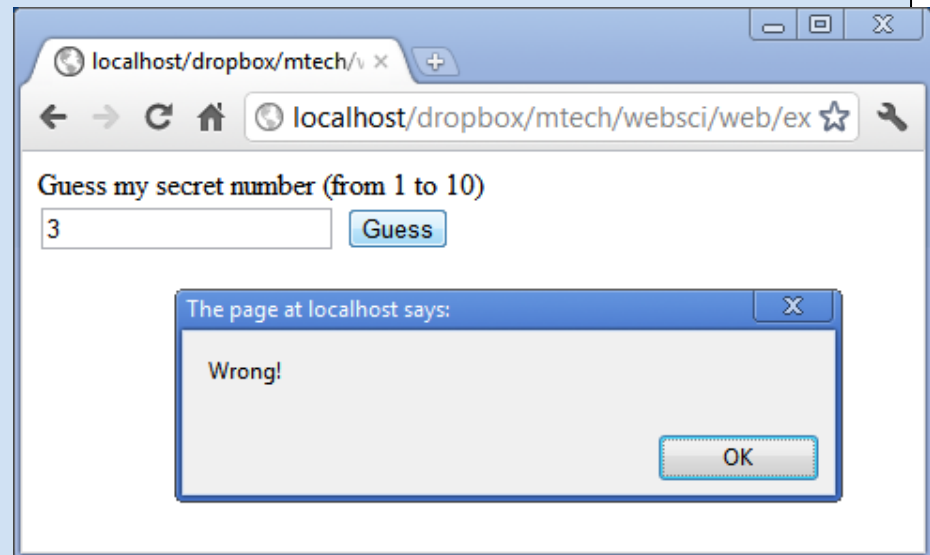 localhost/dropbox/mtech/
localhost/dropbox/mtech/websci/web/ex
Guess my secret number (from 1 to 10)
3 Guess
The page at localhost says:
Wrong!
OK